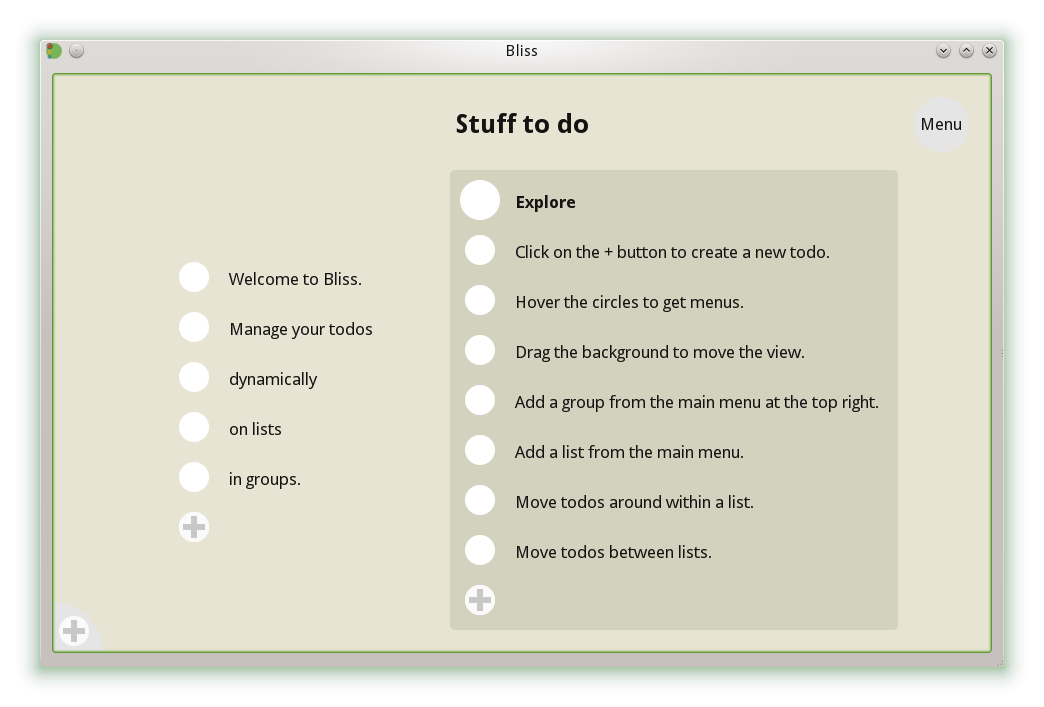 Bliss
Stuff to do
Menu
Welcome to Bliss.
Manage your todos
dynamically
on lists
in groups.
Explore
Click on the + button to create a new todo.
Hover the circles to get menus.
Drag the background to move the view.
Add a group from the main menu at the top right.
Add a list from the main menu.
Move todos around within a list.
Move todos between lists.